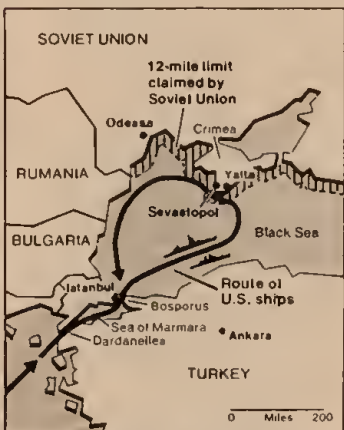 SOVIET UNION
12-mile limit
claimed by
Soviet Union
Odessa
Crimea
RUMANIA
Yalta
Sevastopol
BULGARIA
Black Sea
Istanbul
Route of
U.S. ships
Bosporus
Sea of Marmara
Dardanelles
Ankara
TURKEY
0 Miles 200